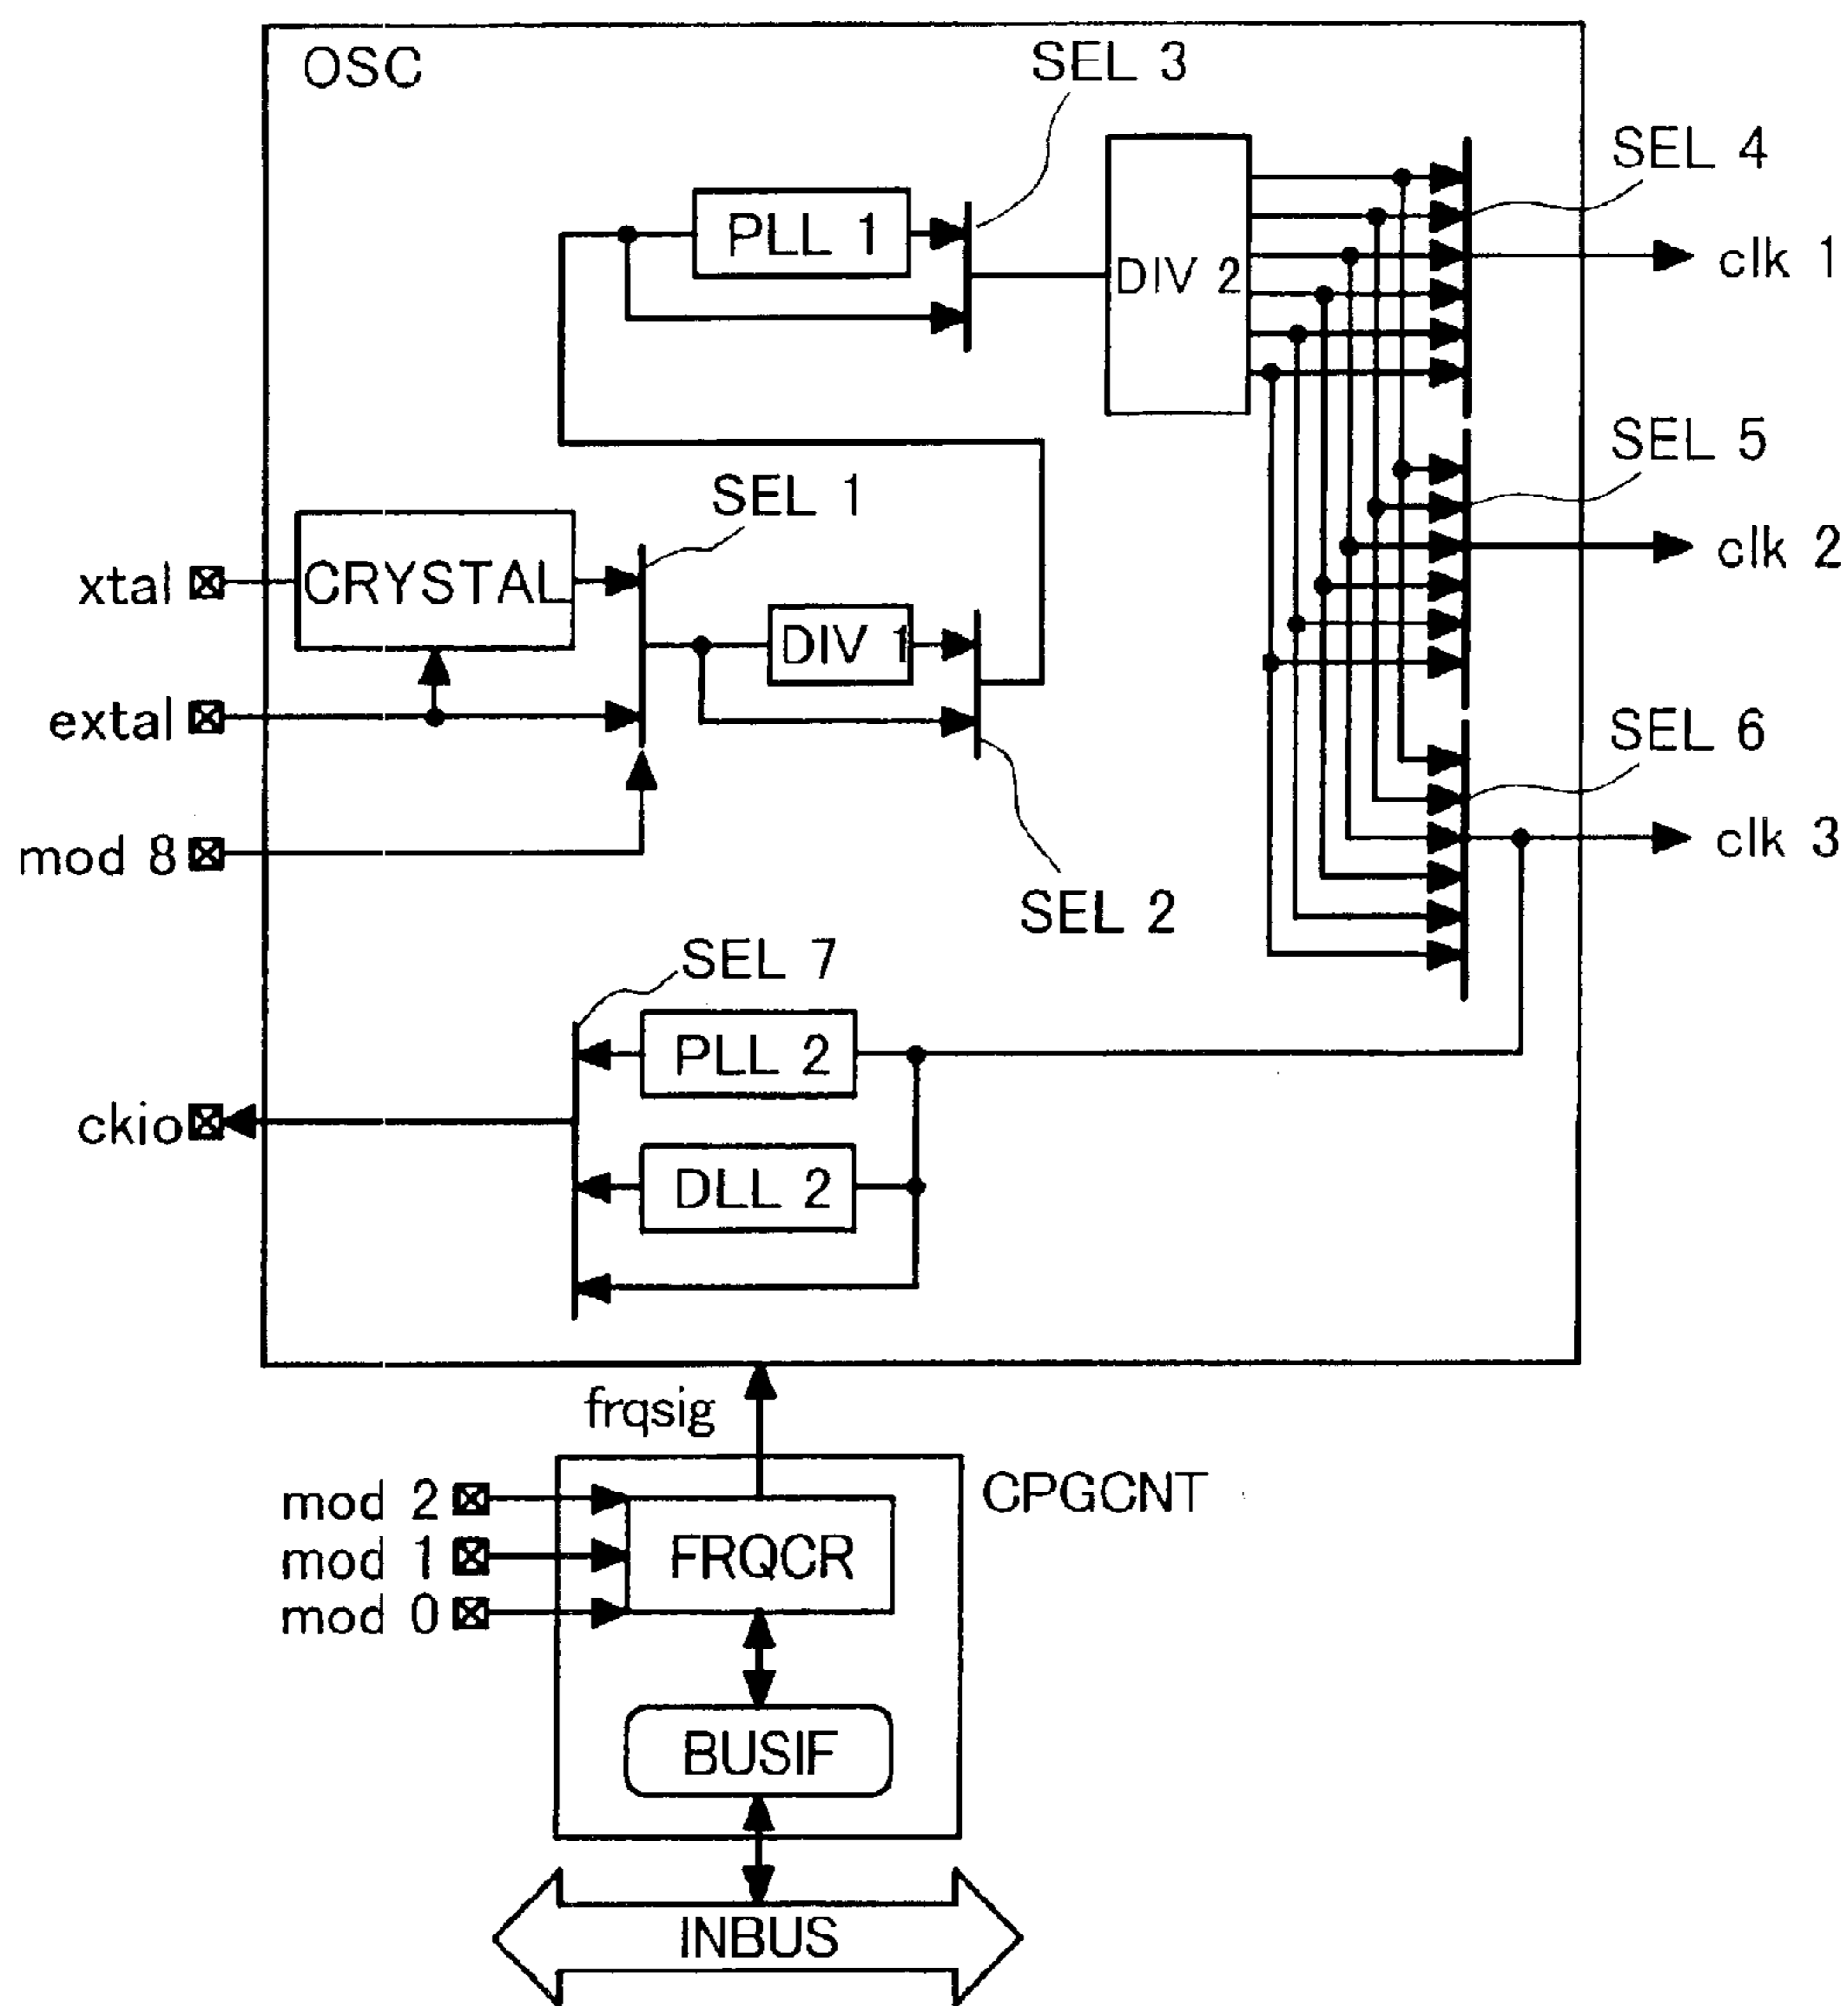 OSC
SEL 3
SEL 4
PLL 1
DIV 2
clk 1
SEL 5
SEL 1
clk 2
xtal
CRYSTAL
DIV 1
extal
SEL 6
mod 8
clk 3
SEL 2
SEL 7
PLL 2
ckio
DLL 2
frqsig
CPGCNT
mod 2
mod 1
FRQCR
mod 0
BUSIF
INBUS